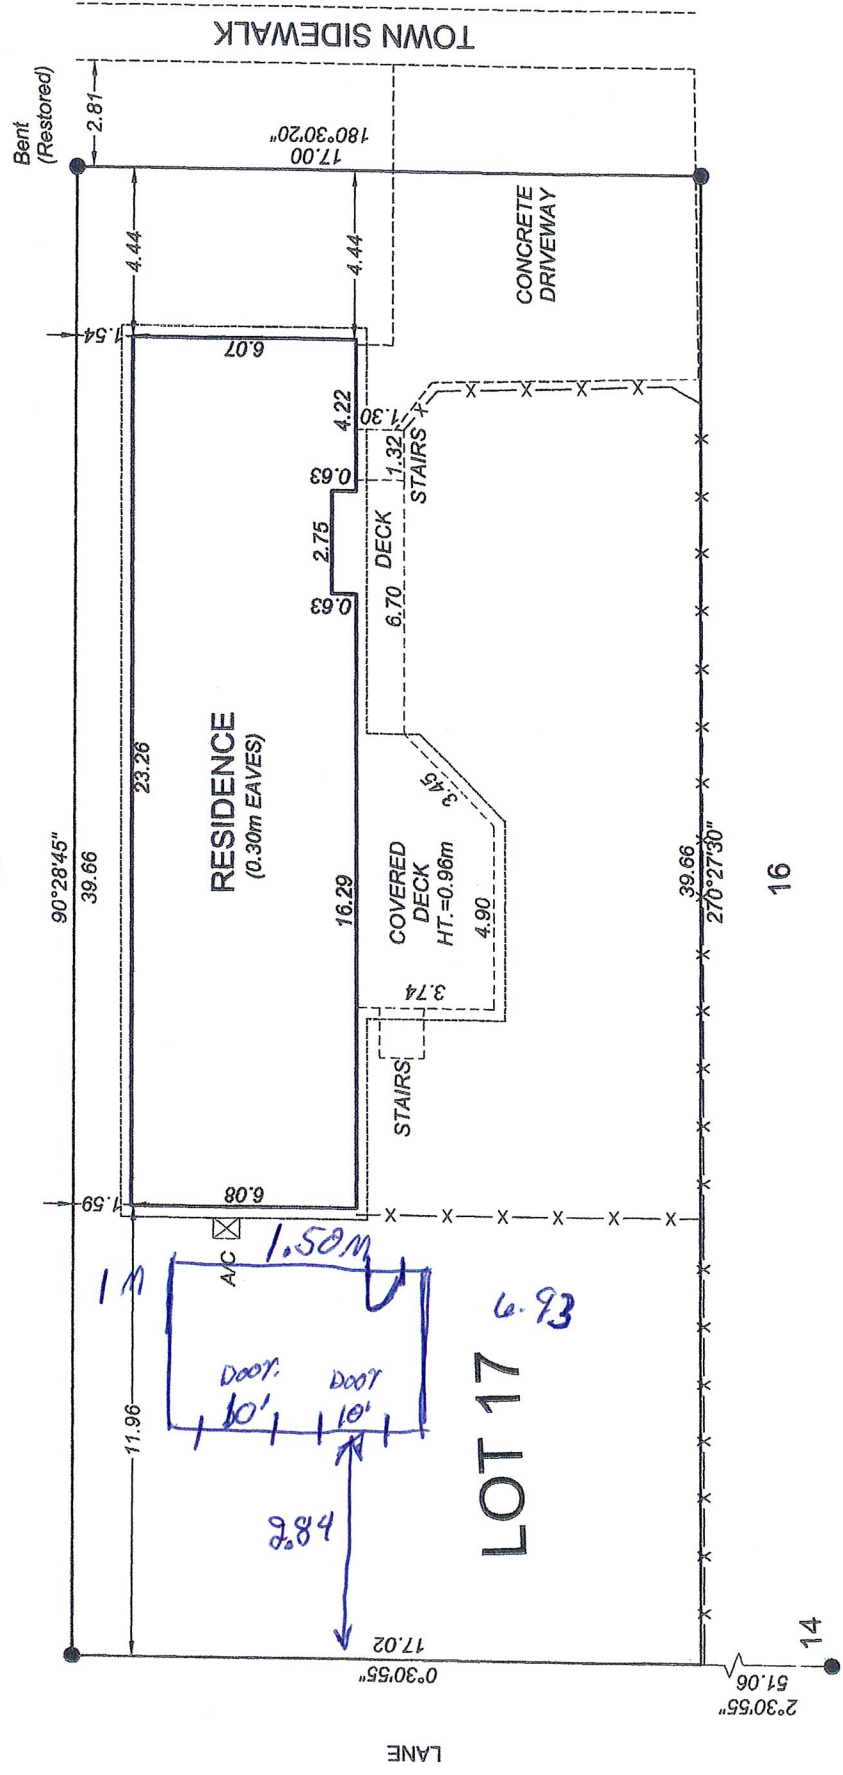 TOWN SIDEWALK
Bent
(Restored)
2.81
180°30'20"
17.00
4.44
4.44
CONCRETE
DRIVEWAY
1.54
6.07
4.22
1.30
0.63
1.32
STAIRS
2.75
DECK
0.63
6.70
90°28'45"
39.66
23.26
RESIDENCE
(0.30m EAVES)
3.45
16.29
COVERED
DECK
HT.=0.96m
4.90
39.66
270°27'30"
16
3.74
STAIRS
1.59
6.08
A/C
1.50M
1 M
6.93
Door
10'
Door
10'
11.96
LOT 17
2.84
17.02
0°30'55"
14
51.06
2°30'55"
LANE